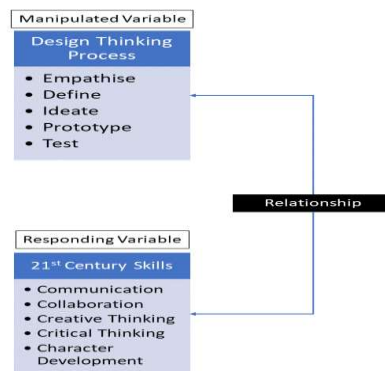 Manipulated Variable
Design Thinking
Process
• Empathise
• Define
• Ideate
• Prototype
• Test
Relationship
Responding Variable
21st Century Skills
• Communication
• Collaboration
• Creative Thinking
• Critical Thinking
• Character
Development